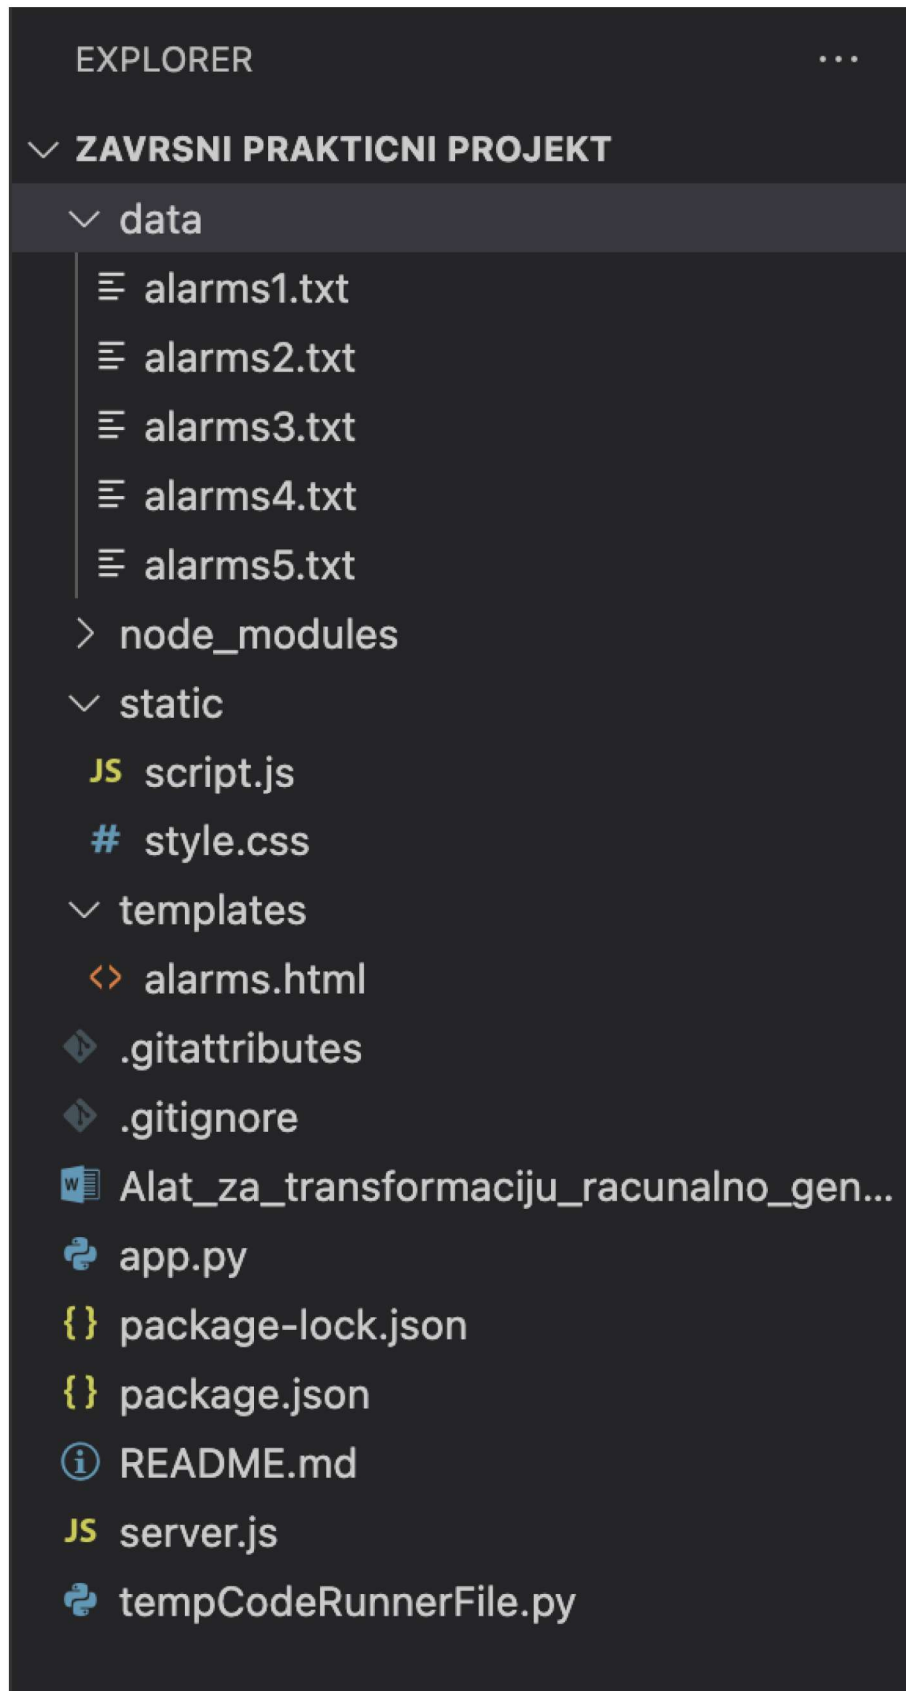 EXPLORER ...
ZAVRSNI PRAKTICNI PROJEKT
data
alarms1.txt
alarms2.txt
alarms3.txt
alarms4.txt
alarms5.txt
node_modules
static
JS script.js
# style.css
templates
<> alarms.html
.gitattributes
.gitignore
W Alat_za_transformaciju_racunalno_gen...
app.py
{} package-lock.json
{} package.json
README.md
JS server.js
tempCodeRunnerFile.py